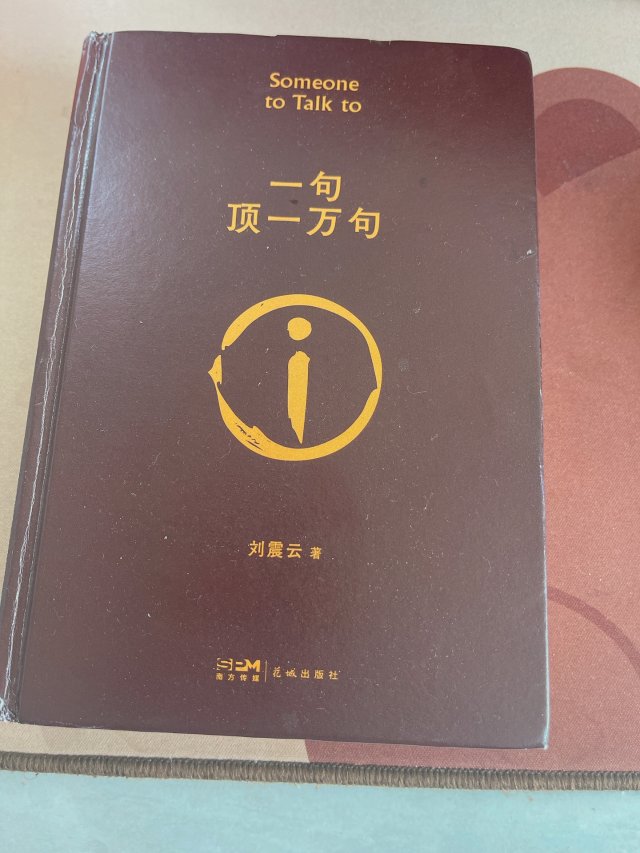 Someone
to Talk to
一句
顶一万句
刘震云 著
SPM
南方传媒
花城出版社